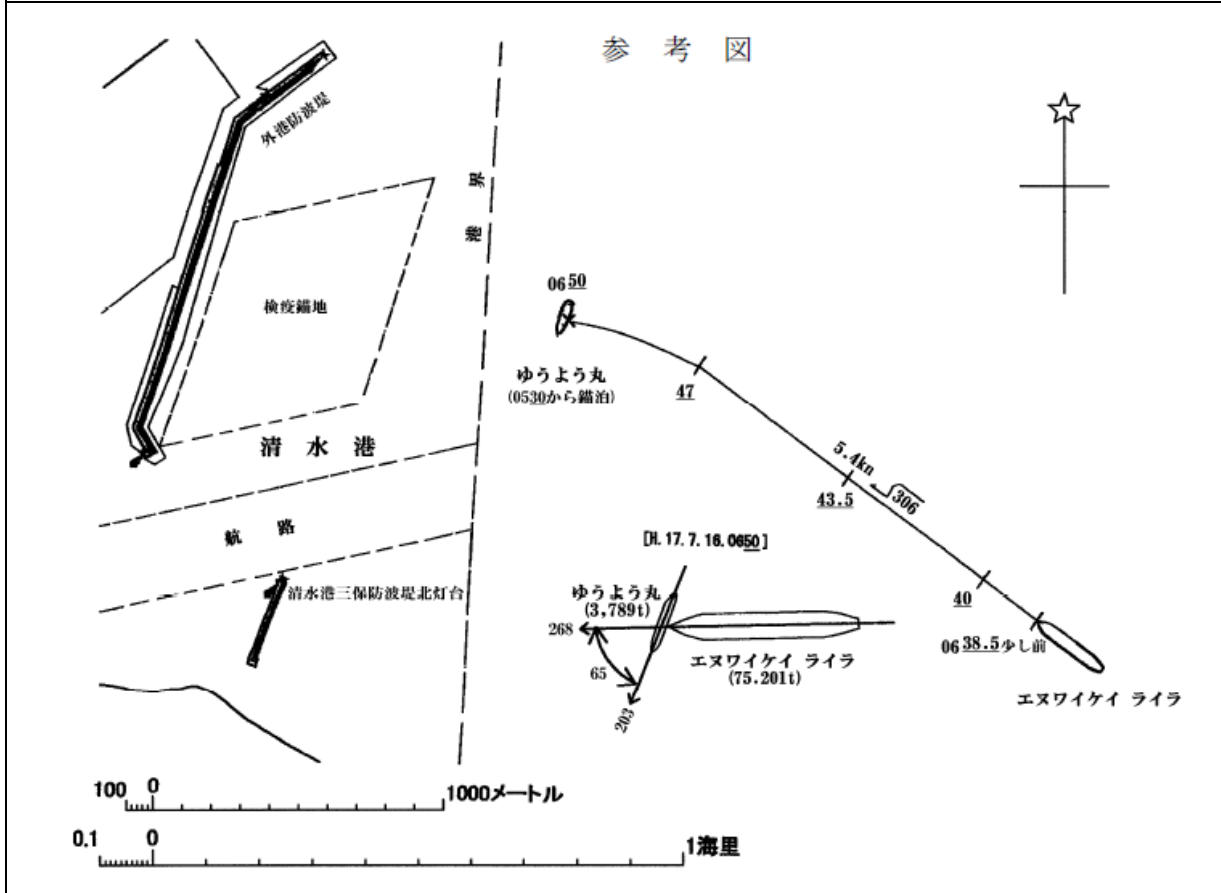 参考図
外港防波堤
港界
検疫錨地
0650
ゆうよう丸
(0530から錨泊)
47
清水港
5.4kn
306
43.5
航路
[H.17.7.16.0650]
清水港三保防波堤北灯台
ゆうよう丸
(3,789t)
268
エヌワイケイ ライラ
(75.201t)
65
203
40
0638.5少し前
エヌワイケイ ライラ
100 0 1000メートル
0.1 0 1海里